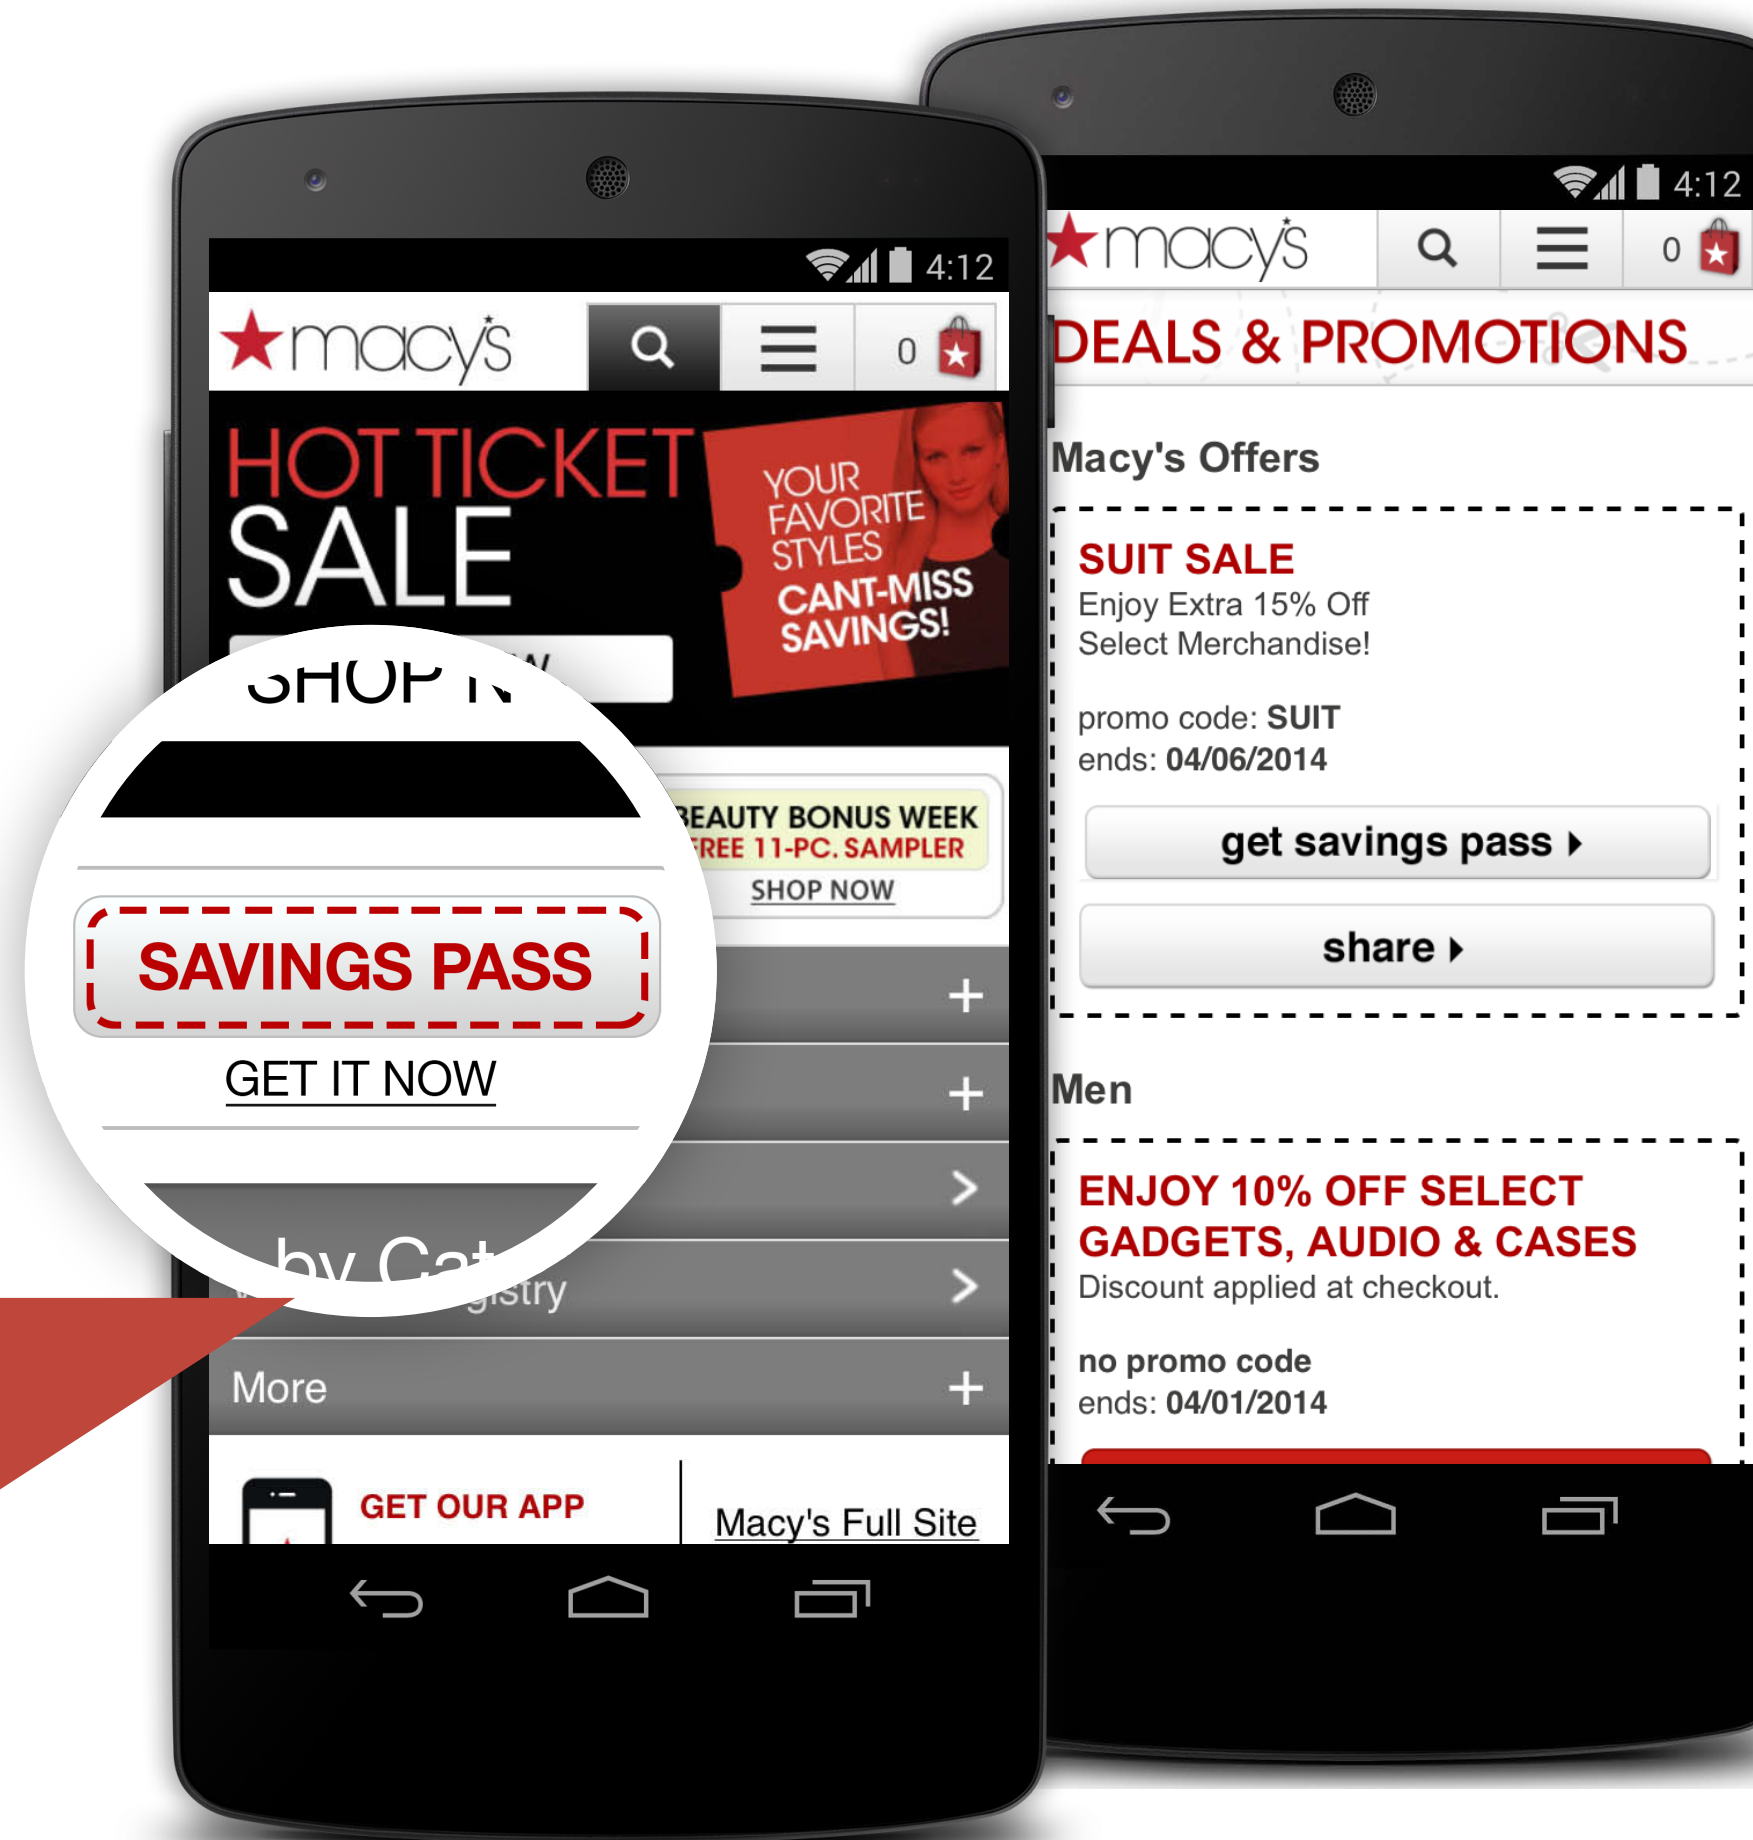 4:12
macy's
0
HOT TICKET
SALE
YOUR
FAVORITE
STYLES
CANT-MISS
SAVINGS!
SHOP N
BEAUTY BONUS WEEK
FREE 11-PC. SAMPLER
SHOP NOW
SAVINGS PASS
GET IT NOW
by Cat
More
GET OUR APP
Macy's Full Site
4:12
macy's
0
DEALS & PROMOTIONS
Macy's Offers
SUIT SALE
Enjoy Extra 15% Off
Select Merchandise!
promo code: SUIT
ends: 04/06/2014
get savings pass
share
Men
ENJOY 10% OFF SELECT
GADGETS, AUDIO & CASES
Discount applied at checkout.
no promo code
ends: 04/01/2014